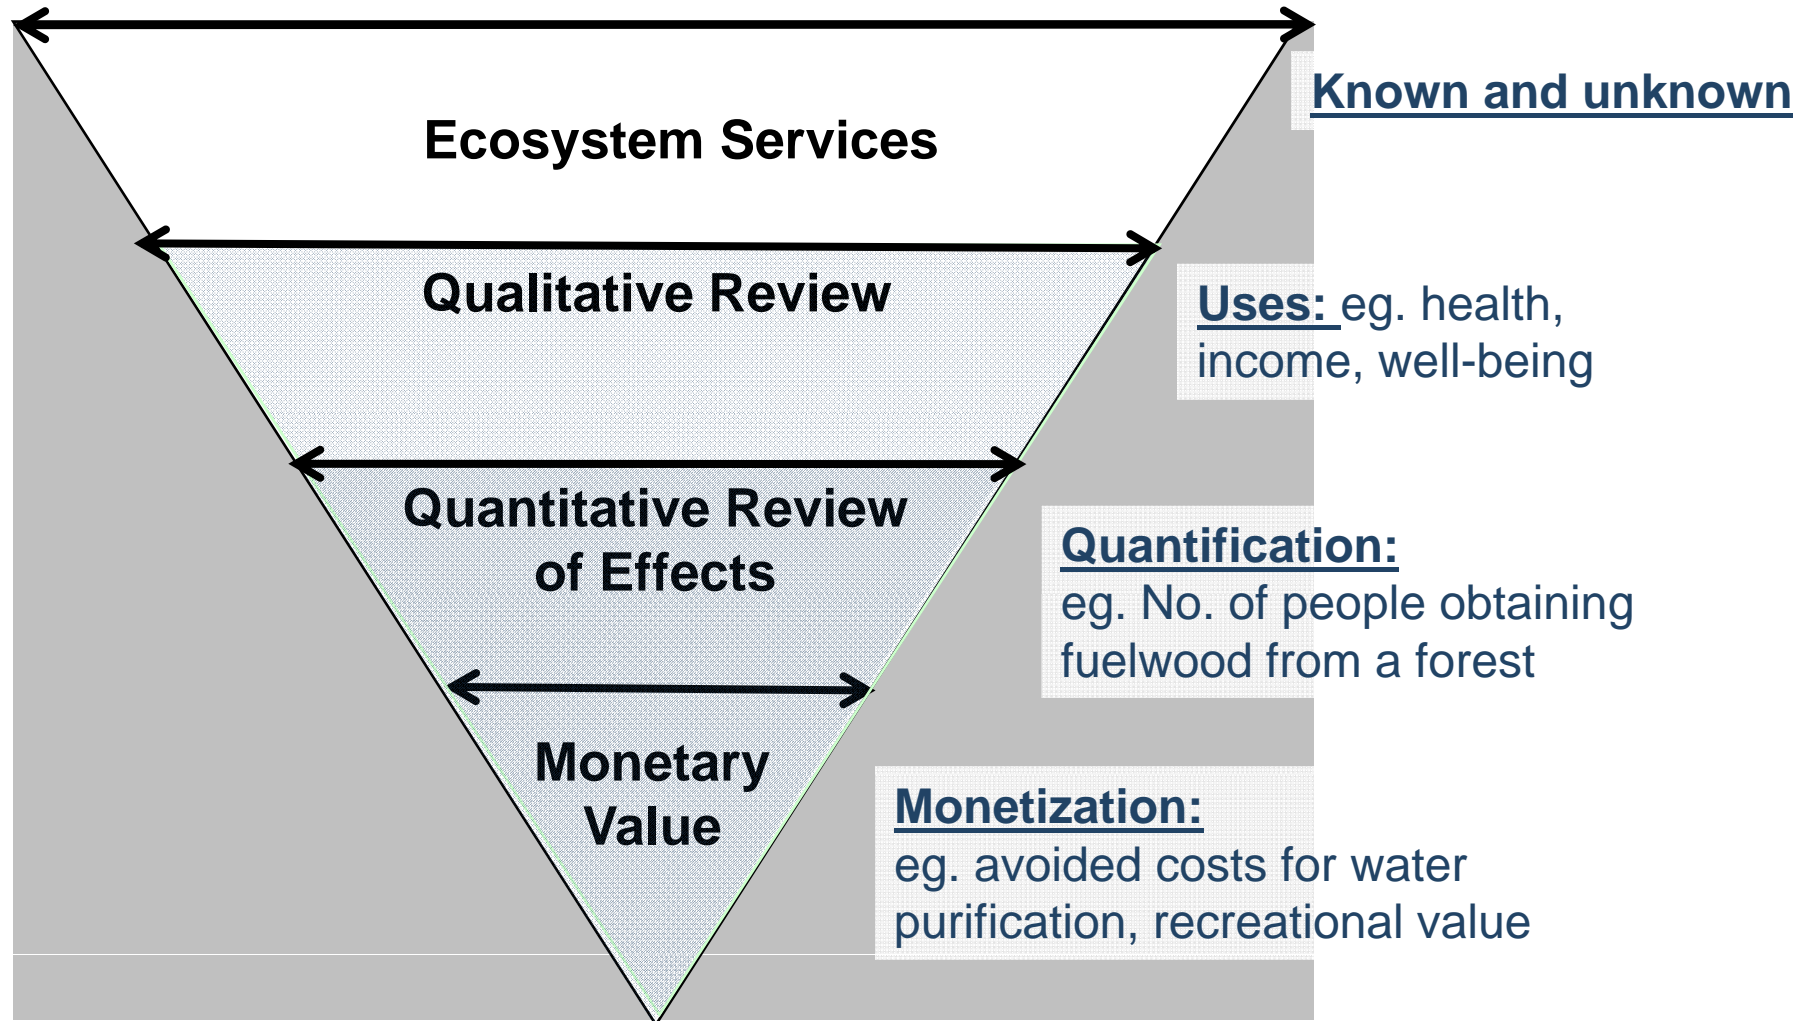 Known and unknown
Ecosystem Services
Qualitative Review
Uses: eg. health,
income, well-being
Quantitative Review
of Effects
Quantification:
eg. No. of people obtaining
fuelwood from a forest
Monetary
Value
Monetization:
eg. avoided costs for water
purification, recreational value